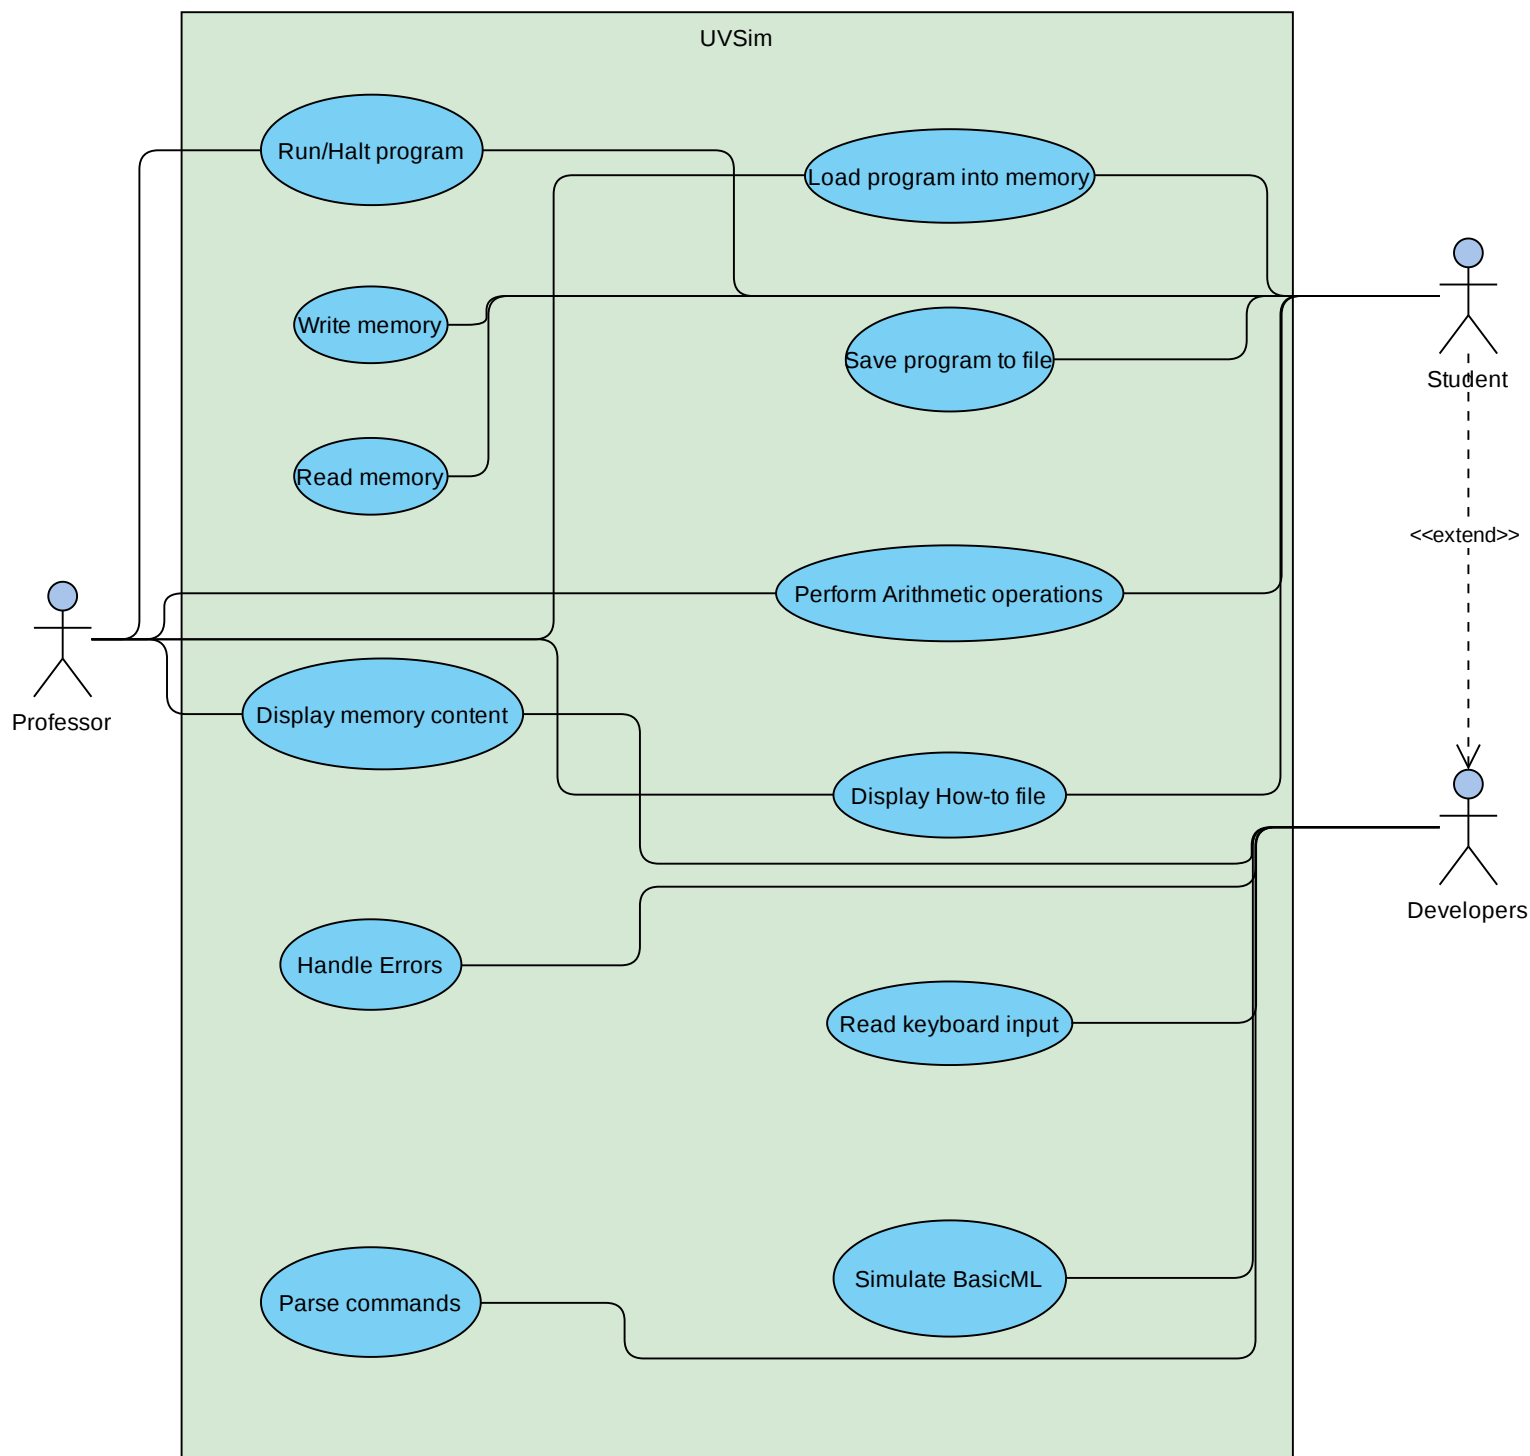 UVSim
Run/Halt program
Load program into memory
Write memory
Save program to file
Student
Read memory
<<extend>>
Perform Arithmetic operations
Professor
Display memory content
Display How-to file
Developers
Handle Errors
Read keyboard input
Simulate BasicML
Parse commands